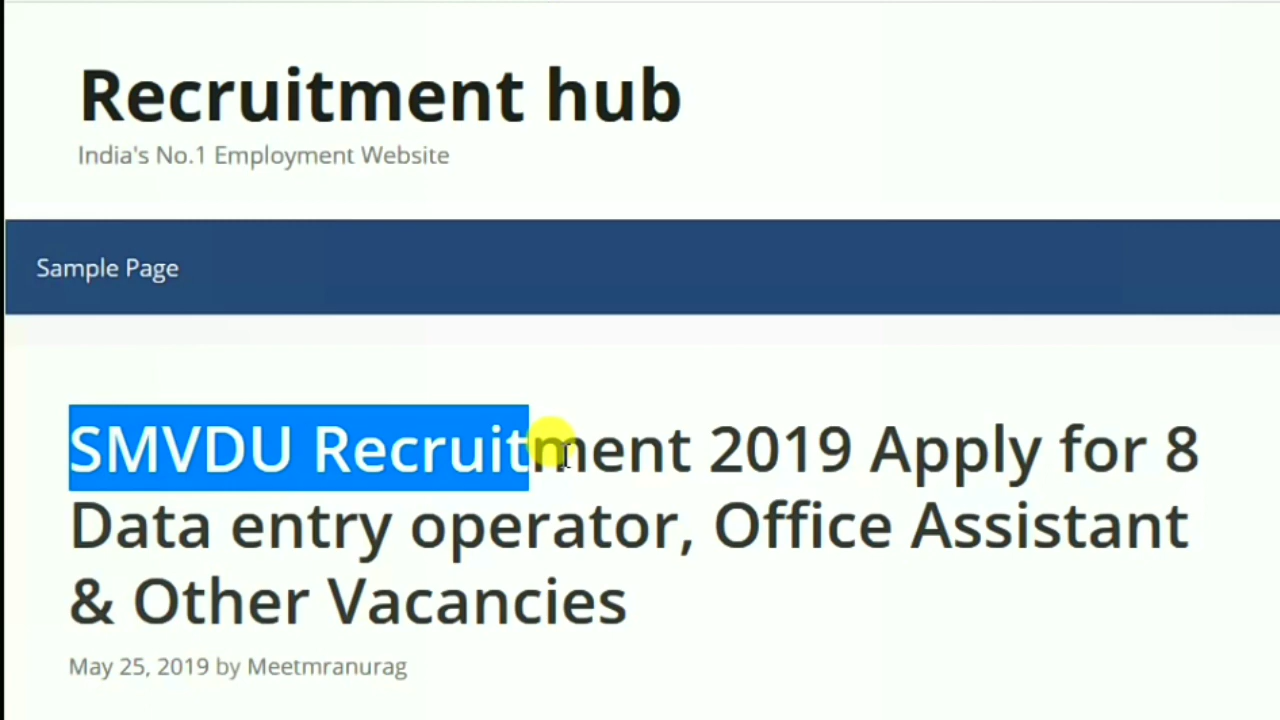 Recruitment hub
India's No.1 Employment Website
Sample Page
SMVDU Recruitment 2019 Apply for 8
Data entry operator, Office Assistant
& Other Vacancies
May 25, 2019 by Meetmranurag